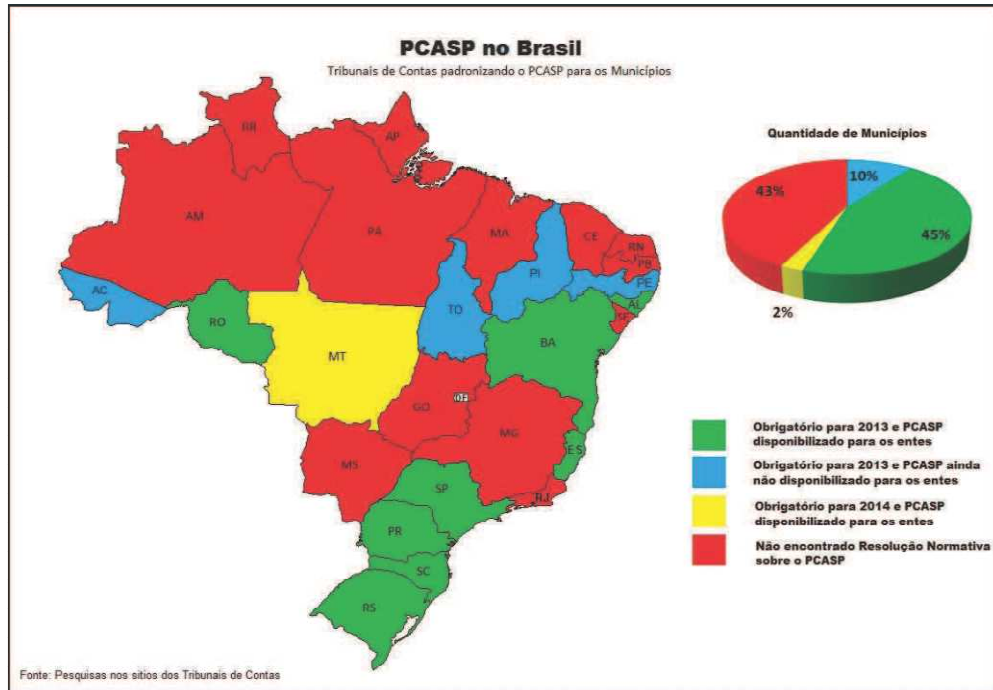 PCASP no Brasil
Tribunais de Contas padronizando o PCASP para os Municípios
RR
AP
AM
PA
MA
CE
RN
PB
PE
AL
SE
PI
AC
TO
RO
BA
MT
DF
GO
MG
ES
MS
RJ
SP
PR
SC
RS
Quantidade de Municípios
10%
43%
45%
2%
Obrigatório para 2013 e PCASP
disponibilizado para os entes
Obrigatório para 2013 e PCASP ainda
não disponibilizado para os entes
Obrigatório para 2014 e PCASP
disponibilizado para os entes
Não encontrado Resolução Normativa
sobre o PCASP
Fonte: Pesquisas nos sitios dos Tribunais de Contas